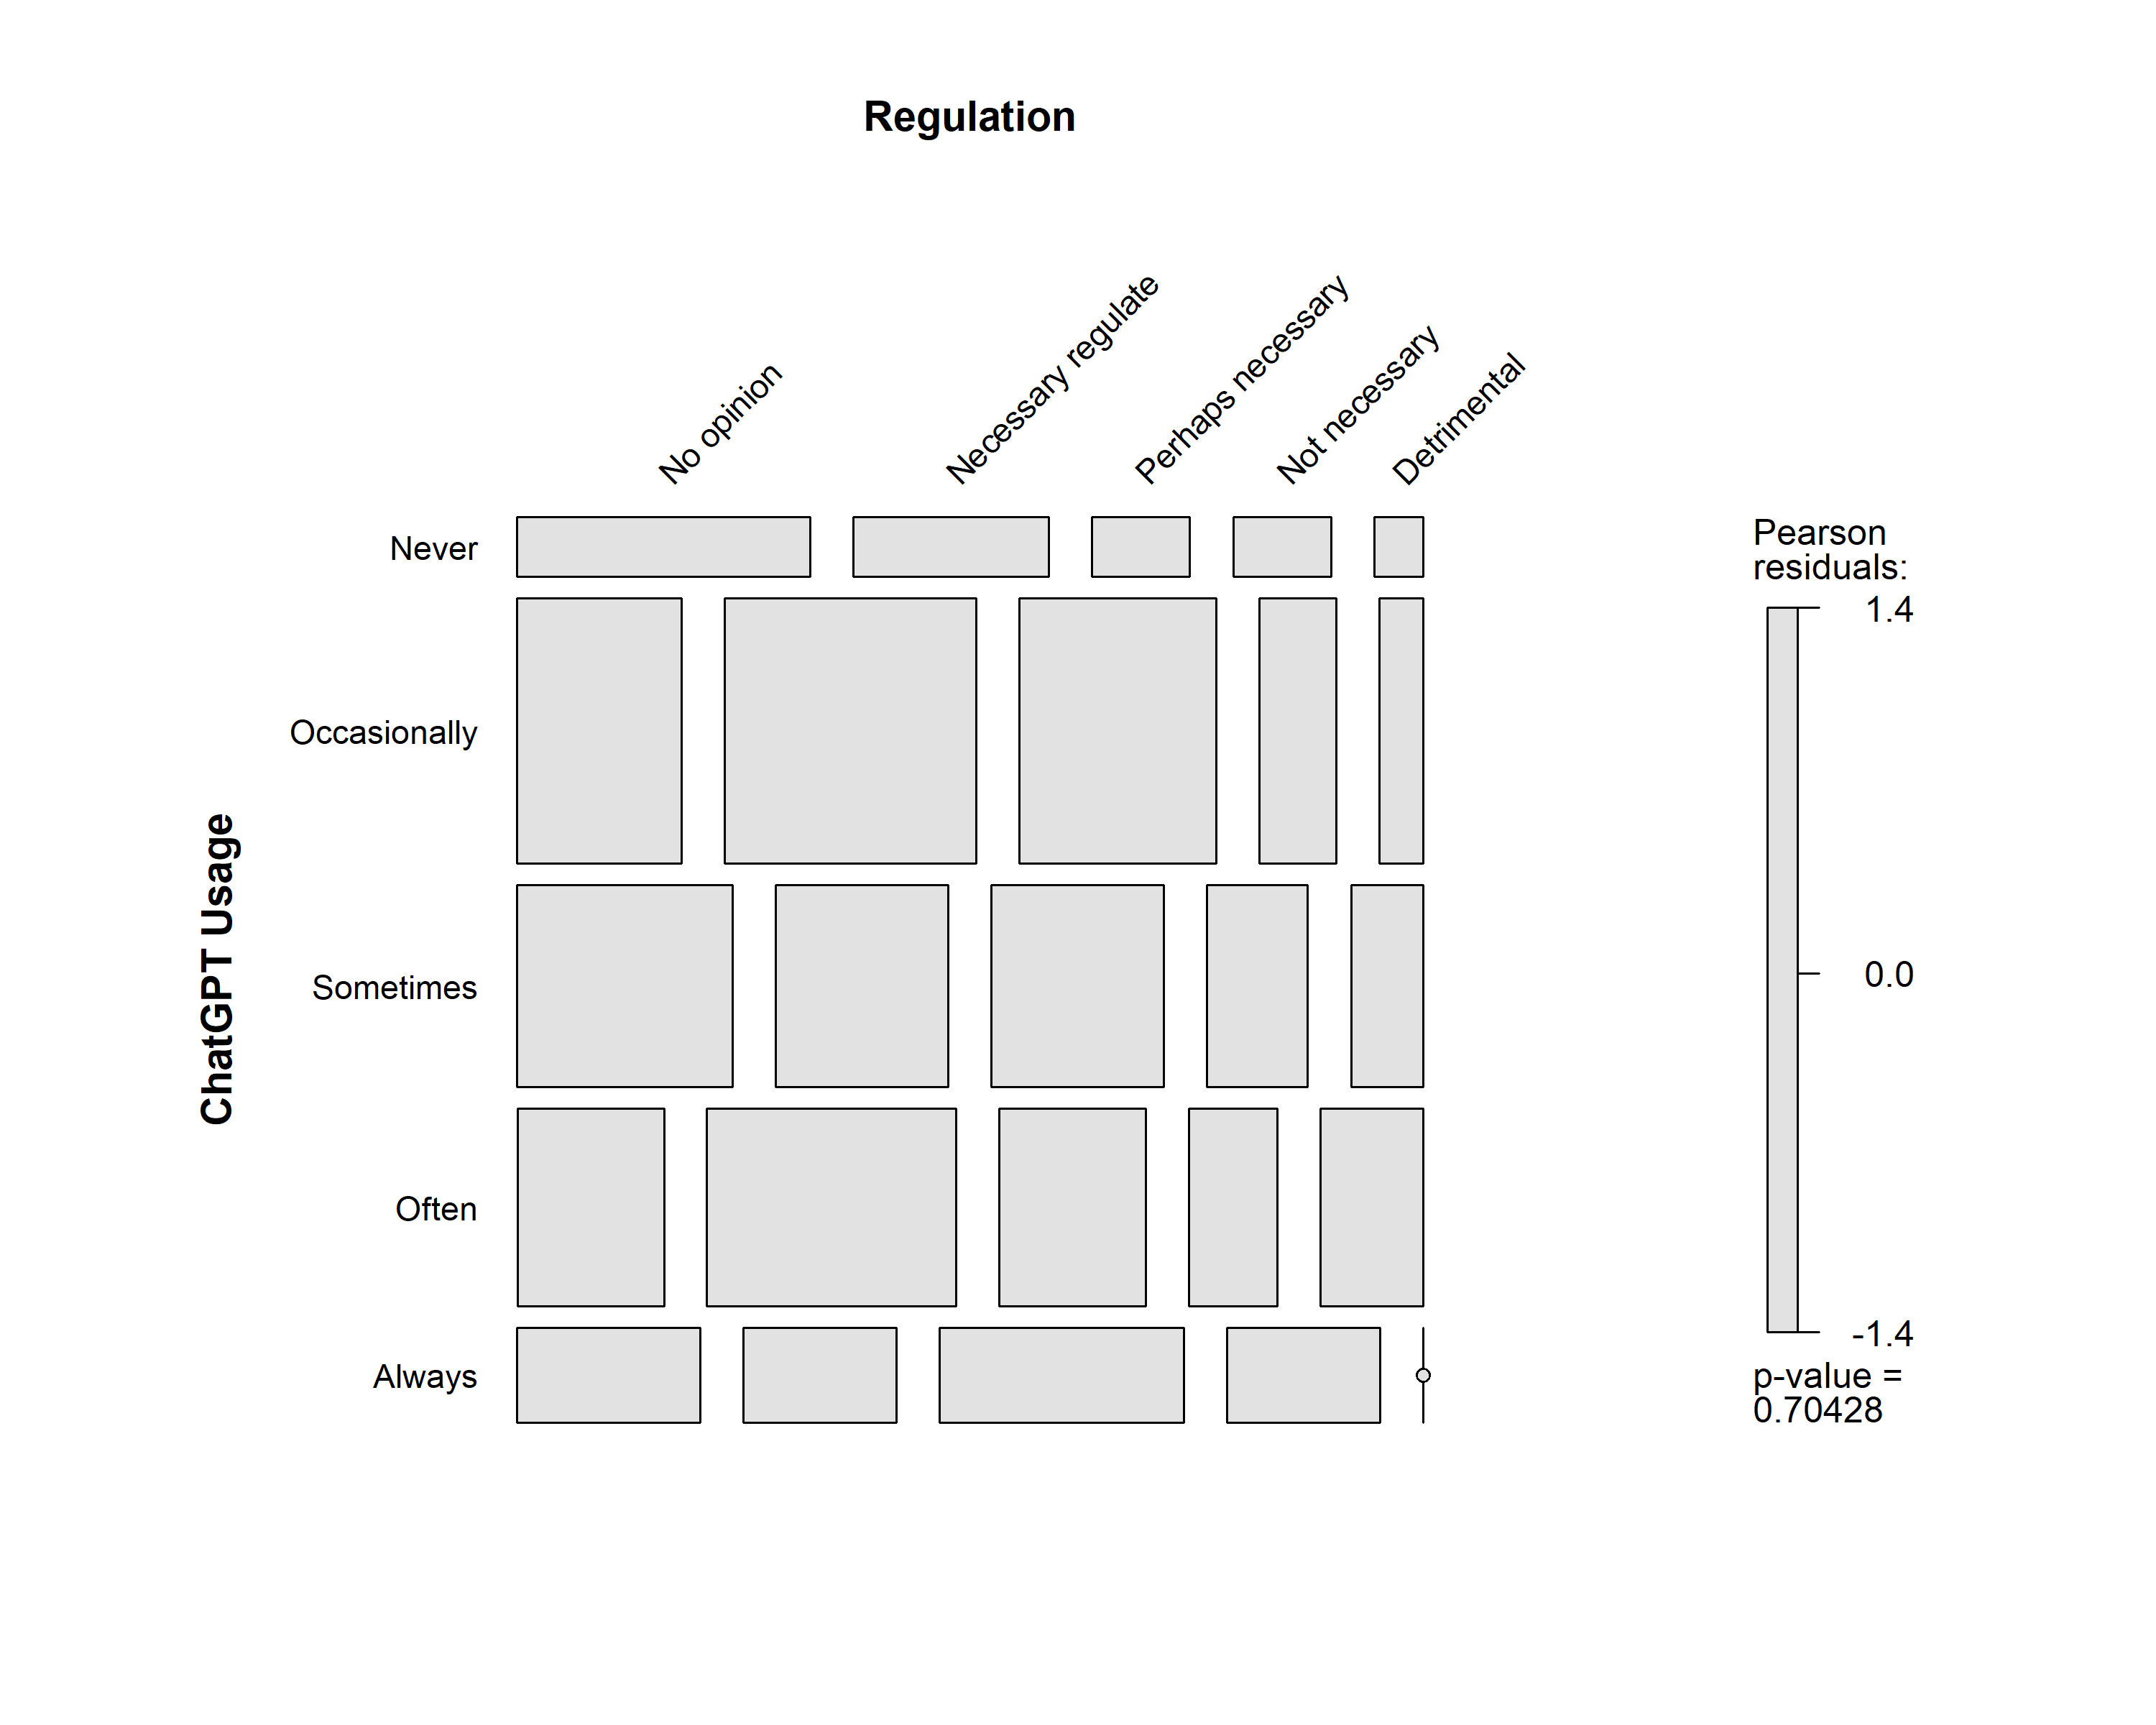 Regulation
No opinion
Necessary regulate
Perhaps necessary
Not necessary
Detrimental
ChatGPT Usage
Never
Occasionally
Sometimes
Often
Always
Pearson
residuals:
1.4
0.0
-1.4
p-value =
0.70428